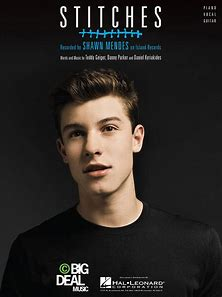 STITCHES
PIANO
VOCAL
GUITAR
Recorded by SHAWN MENDES on Island Records
Words and Music by Teddy Geiger, Danny Parker and Daniel Kyriakides
© BIG
DEAL
MUSIC
HAL•LEONARD®
CORPORATION